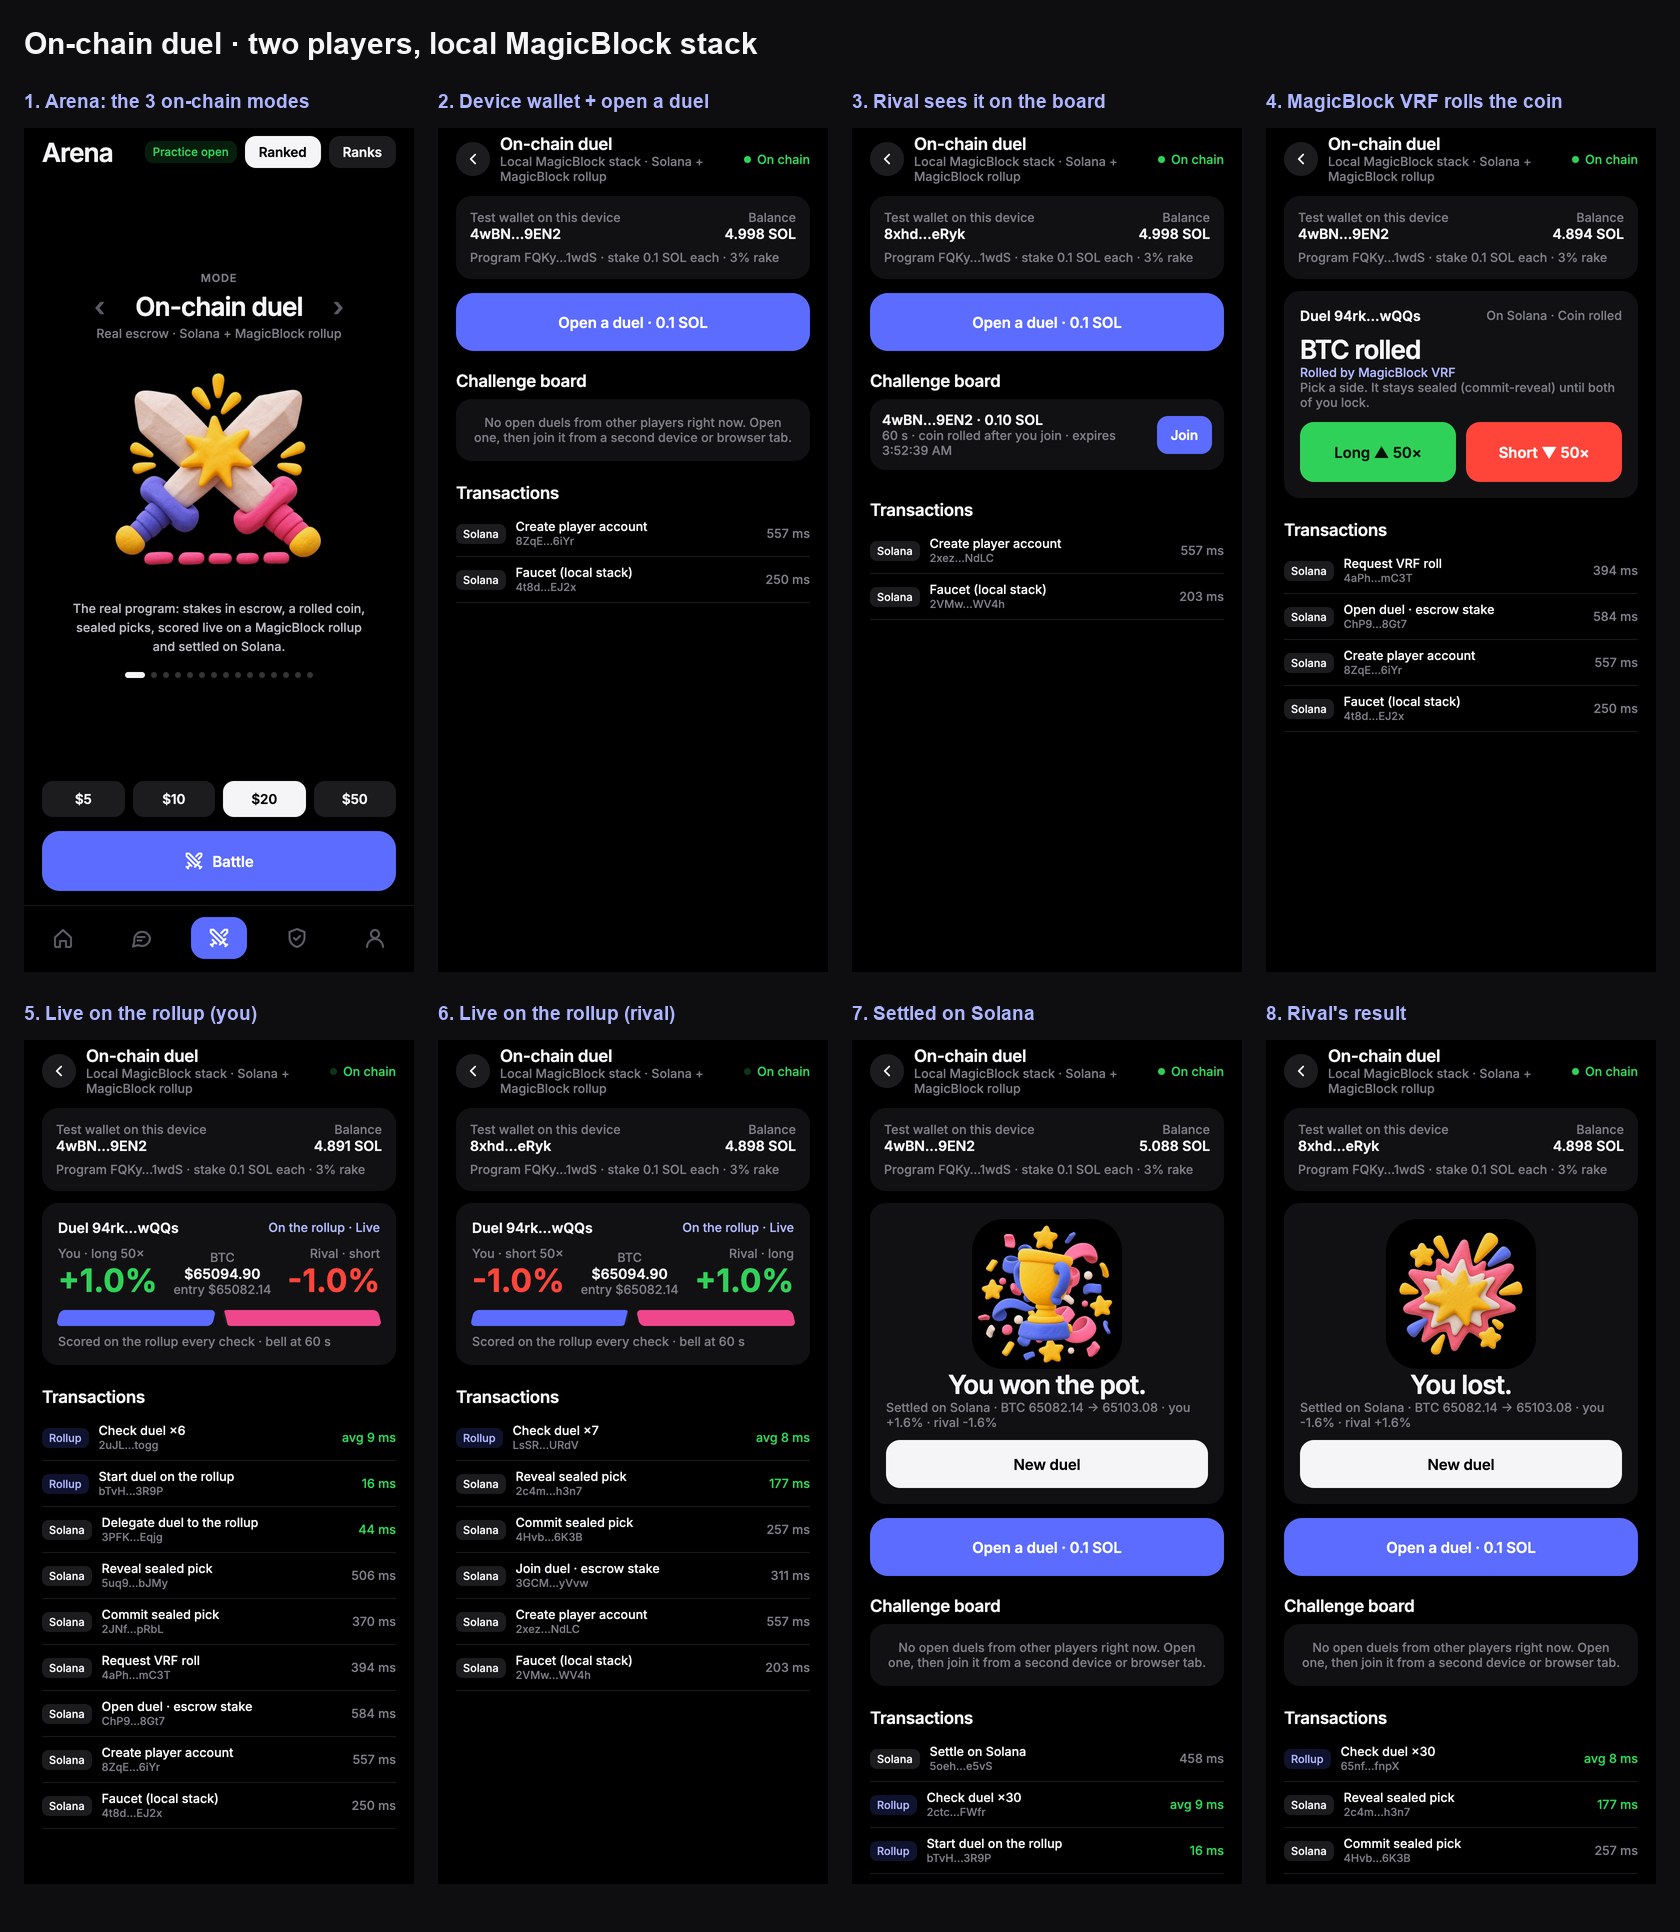 On-chain duel · two players, local MagicBlock stack
1. Arena: the 3 on-chain modes
Arena
Practice open
Ranked
Ranks
MODE
‹ On-chain duel ›
Real escrow · Solana + MagicBlock rollup
The real program: stakes in escrow, a rolled coin,
sealed picks, scored live on a MagicBlock rollup
and settled on Solana.
$5
$10
$20
$50
Battle
2. Device wallet + open a duel
On-chain duel
Local MagicBlock stack · Solana +
MagicBlock rollup
On chain
Test wallet on this device
Balance
4wBN...9EN2
4.998 SOL
Program FQKy...1wdS · stake 0.1 SOL each · 3% rake
Open a duel · 0.1 SOL
Challenge board
No open duels from other players right now. Open
one, then join it from a second device or browser tab.
Transactions
Solana
Create player account
8ZqE...6iYr
557 ms
Solana
Faucet (local stack)
4t8d...EJ2x
250 ms
3. Rival sees it on the board
On-chain duel
Local MagicBlock stack · Solana +
MagicBlock rollup
On chain
Test wallet on this device
Balance
8xhd...eRyk
4.998 SOL
Program FQKy...1wdS · stake 0.1 SOL each · 3% rake
Open a duel · 0.1 SOL
Challenge board
4wBN...9EN2 · 0.10 SOL
60 s · coin rolled after you join · expires
3:52:39 AM
Join
Transactions
Solana
Create player account
2xez...NdLC
557 ms
Solana
Faucet (local stack)
2VMw...WV4h
203 ms
4. MagicBlock VRF rolls the coin
On-chain duel
Local MagicBlock stack · Solana +
MagicBlock rollup
On chain
Test wallet on this device
Balance
4wBN...9EN2
4.894 SOL
Program FQKy...1wdS · stake 0.1 SOL each · 3% rake
Duel 94rk...wQQs
On Solana · Coin rolled
BTC rolled
Rolled by MagicBlock VRF
Pick a side. It stays sealed (commit-reveal) until both
of you lock.
Long ▲ 50×
Short ▼ 50×
Transactions
Solana
Request VRF roll
4aPh...mC3T
394 ms
Solana
Open duel · escrow stake
ChP9...8Gt7
584 ms
Solana
Create player account
8ZqE...6iYr
557 ms
Solana
Faucet (local stack)
4t8d...EJ2x
250 ms
5. Live on the rollup (you)
On-chain duel
Local MagicBlock stack · Solana +
MagicBlock rollup
On chain
Test wallet on this device
Balance
4wBN...9EN2
4.891 SOL
Program FQKy...1wdS · stake 0.1 SOL each · 3% rake
Duel 94rk...wQQs
On the rollup · Live
You · long 50×
BTC
Rival · short
+1.0%
$65094.90
-1.0%
entry $65082.14
Scored on the rollup every check · bell at 60 s
Transactions
Rollup
Check duel ×6
2uJL...togg
avg 9 ms
Rollup
Start duel on the rollup
bTvH...3R9P
16 ms
Solana
Delegate duel to the rollup
3PFK...Eqjg
44 ms
Solana
Reveal sealed pick
5uq9...bJMy
506 ms
Solana
Commit sealed pick
2JNf...pRbL
370 ms
Solana
Request VRF roll
4aPh...mC3T
394 ms
Solana
Open duel · escrow stake
ChP9...8Gt7
584 ms
Solana
Create player account
8ZqE...6iYr
557 ms
Solana
Faucet (local stack)
4t8d...EJ2x
250 ms
6. Live on the rollup (rival)
On-chain duel
Local MagicBlock stack · Solana +
MagicBlock rollup
On chain
Test wallet on this device
Balance
8xhd...eRyk
4.898 SOL
Program FQKy...1wdS · stake 0.1 SOL each · 3% rake
Duel 94rk...wQQs
On the rollup · Live
You · short 50×
BTC
Rival · long
-1.0%
$65094.90
+1.0%
entry $65082.14
Scored on the rollup every check · bell at 60 s
Transactions
Rollup
Check duel ×7
LsSR...URdV
avg 8 ms
Solana
Reveal sealed pick
2c4m...h3n7
177 ms
Solana
Commit sealed pick
4Hvb...6K3B
257 ms
Solana
Join duel · escrow stake
3GCM...yVvw
311 ms
Solana
Create player account
2xez...NdLC
557 ms
Solana
Faucet (local stack)
2VMw...WV4h
203 ms
7. Settled on Solana
On-chain duel
Local MagicBlock stack · Solana +
MagicBlock rollup
On chain
Test wallet on this device
Balance
4wBN...9EN2
5.088 SOL
Program FQKy...1wdS · stake 0.1 SOL each · 3% rake
You won the pot.
Settled on Solana · BTC 65082.14 → 65103.08 · you
+1.6% · rival -1.6%
New duel
Open a duel · 0.1 SOL
Challenge board
No open duels from other players right now. Open
one, then join it from a second device or browser tab.
Transactions
Solana
Settle on Solana
5oeh...e5vS
458 ms
Rollup
Check duel ×30
2ctc...FWfr
avg 9 ms
Rollup
Start duel on the rollup
bTvH...3R9P
16 ms
8. Rival's result
On-chain duel
Local MagicBlock stack · Solana +
MagicBlock rollup
On chain
Test wallet on this device
Balance
8xhd...eRyk
4.898 SOL
Program FQKy...1wdS · stake 0.1 SOL each · 3% rake
You lost.
Settled on Solana · BTC 65082.14 → 65103.08 · you
-1.6% · rival +1.6%
New duel
Open a duel · 0.1 SOL
Challenge board
No open duels from other players right now. Open
one, then join it from a second device or browser tab.
Transactions
Rollup
Check duel ×30
65nf...fnpX
avg 8 ms
Solana
Reveal sealed pick
2c4m...h3n7
177 ms
Solana
Commit sealed pick
4Hvb...6K3B
257 ms